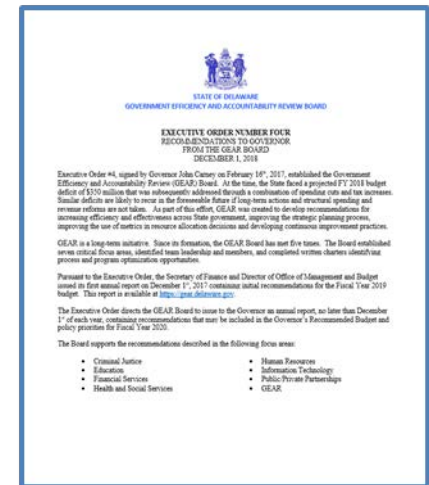 STATE OF DELAWARE
GOVERNMENT EFFICIENCY AND ACCOUNTABILITY REVIEW BOARD
EXECUTIVE ORDER NUMBER FOUR
RECOMMENDATIONS TO GOVERNOR
FROM THE GEAR BOARD
DECEMBER 1, 2018
Executive Order #4, signed by Governor John Carney on February 16th, 2017, established the Government
Efficiency and Accountability Review (GEAR) Board. At the time, the State faced a projected FY 2018 budget
deficit of $350 million that was subsequently addressed through a combination of spending cuts and tax increases.
Similar deficits are likely to recur in the foreseeable future if long-term actions and structural spending and
revenue reforms are not taken. As part of this effort, GEAR was created to develop recommendations for
increasing efficiency and effectiveness across State government, improving the strategic planning process,
improving the use of metrics in resource allocation decisions and developing continuous improvement practices.
GEAR is a long-term initiative. Since its formation, the GEAR Board has met five times. The Board established
seven critical focus areas, identified team leadership and members, and completed written charters identifying
process and program optimization opportunities.
Pursuant to the Executive Order, the Secretary of Finance and Director of Office of Management and Budget
issued its first annual report on December 1st, 2017 containing initial recommendations for the Fiscal Year 2019
budget. This report is available at https://gear.delaware.gov.
The Executive Order directs the GEAR Board to issue to the Governor an annual report, no later than December
1st of each year, containing recommendations that may be included in the Governor's Recommended Budget and
policy priorities for Fiscal Year 2020.
The Board supports the recommendations described in the following focus areas:
• Criminal Justice
• Education
• Financial Services
• Health and Social Services
• Human Resources
• Information Technology
• Public/Private Partnerships
• GEAR